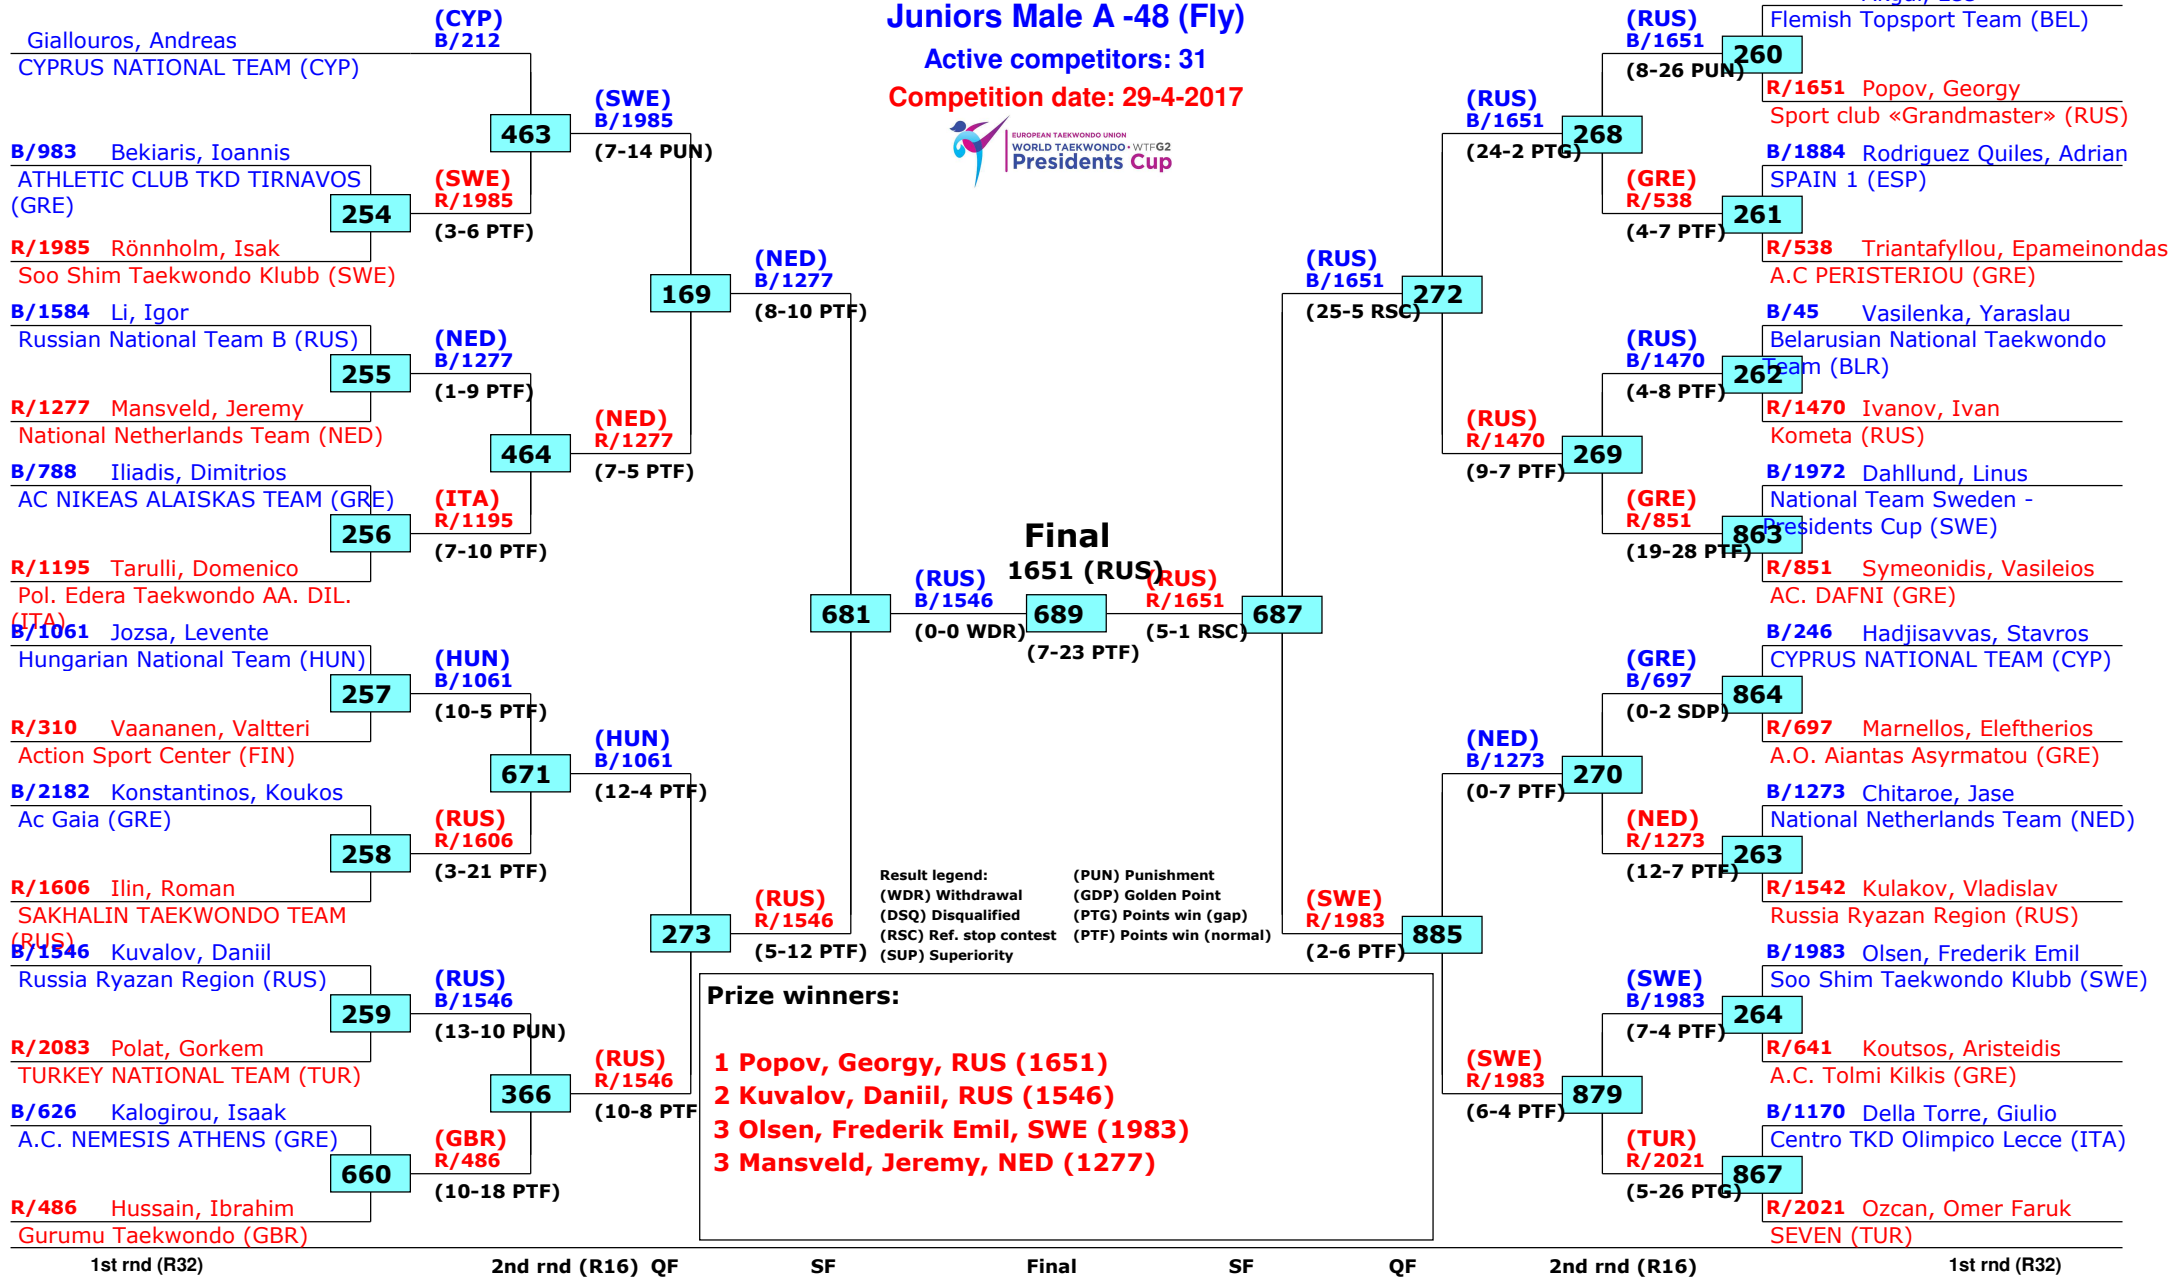 Juniors Male A -48 (Fly)
Active competitors: 31
Competition date: 29-4-2017
EUROPEAN TAEKWONDO UNION
WORLD TAEKWONDO • WTFG2
Presidents Cup
Giallouros, Andreas
CYPRUS NATIONAL TEAM (CYP)
B/983 Bekiaris, Ioannis
ATHLETIC CLUB TKD TIRNAVOS
(GRE)
254
R/1985 Rönnholm, Isak
Soo Shim Taekwondo Klubb (SWE)
B/1584 Li, Igor
Russian National Team B (RUS)
255
R/1277 Mansveld, Jeremy
National Netherlands Team (NED)
B/788 Iliadis, Dimitrios
AC NIKEAS ALAISKAS TEAM (GRE)
256
R/1195 Tarulli, Domenico
Pol. Edera Taekwondo AA. DIL.
(ITA)
B/1061 Jozsa, Levente
Hungarian National Team (HUN)
257
R/310 Vaananen, Valtteri
Action Sport Center (FIN)
B/2182 Konstantinos, Koukos
Ac Gaia (GRE)
258
R/1606 Ilin, Roman
SAKHALIN TAEKWONDO TEAM
(RUS)
B/1546 Kuvalov, Daniil
Russia Ryazan Region (RUS)
259
R/2083 Polat, Gorkem
TURKEY NATIONAL TEAM (TUR)
B/626 Kalogirou, Isaak
A.C. NEMESIS ATHENS (GRE)
660
R/486 Hussain, Ibrahim
Gurumu Taekwondo (GBR)
(CYP)
B/212
463
(SWE)
R/1985
(3-6 PTF)
(NED)
B/1277
(1-9 PTF)
464
(ITA)
R/1195
(7-10 PTF)
(HUN)
B/1061
(10-5 PTF)
671
(RUS)
R/1606
(3-21 PTF)
(RUS)
B/1546
(13-10 PUN)
366
(GBR)
R/486
(10-18 PTF)
(SWE)
B/1985
(7-14 PUN)
169
(NED)
R/1277
(7-5 PTF)
(HUN)
B/1061
(12-4 PTF)
273
(RUS)
R/1546
(10-8 PTF
(NED)
B/1277
(8-10 PTF)
681
(RUS)
R/1546
(5-12 PTF)
(RUS)
B/1546
(0-0 WDR)
Final
1651 (RUS)
689
(7-23 PTF)
(RUS)
R/1651
(5-1 RSC)
687
(RUS)
B/1651
(25-5 RSC)
272
(SWE)
R/1983
(2-6 PTF)
885
(RUS)
B/1651
(24-2 PTG)
268
(RUS)
R/1470
(9-7 PTF)
269
(NED)
B/1273
(0-7 PTF)
270
(SWE)
R/1983
(6-4 PTF)
879
(RUS)
B/1651
(8-26 PUN)
260
(GRE)
R/538
(4-7 PTF)
261
(RUS)
B/1470
(4-8 PTF)
262
(GRE)
R/851
(19-28 PTF)
863
(GRE)
B/697
(0-2 SDP)
864
(NED)
R/1273
(12-7 PTF)
263
(SWE)
B/1983
(7-4 PTF)
264
(TUR)
R/2021
(5-26 PTG)
867
Flemish Topsport Team (BEL)
R/1651 Popov, Georgy
Sport club «Grandmaster» (RUS)
B/1884 Rodriguez Quiles, Adrian
SPAIN 1 (ESP)
R/538 Triantafyllou, Epameinondas
A.C PERISTERIOU (GRE)
B/45 Vasilenka, Yaraslau
Belarusian National Taekwondo
Team (BLR)
R/1470 Ivanov, Ivan
Kometa (RUS)
B/1972 Dahllund, Linus
National Team Sweden -
Presidents Cup (SWE)
R/851 Symeonidis, Vasileios
AC. DAFNI (GRE)
B/246 Hadjisavvas, Stavros
CYPRUS NATIONAL TEAM (CYP)
R/697 Marnellos, Eleftherios
A.O. Aiantas Asyrmatou (GRE)
B/1273 Chitaroe, Jase
National Netherlands Team (NED)
R/1542 Kulakov, Vladislav
Russia Ryazan Region (RUS)
B/1983 Olsen, Frederik Emil
Soo Shim Taekwondo Klubb (SWE)
R/641 Koutsos, Aristeidis
A.C. Tolmi Kilkis (GRE)
B/1170 Della Torre, Giulio
Centro TKD Olimpico Lecce (ITA)
R/2021 Ozcan, Omer Faruk
SEVEN (TUR)
Result legend: (PUN) Punishment
(WDR) Withdrawal (GDP) Golden Point
(DSQ) Disqualified (PTG) Points win (gap)
(RSC) Ref. stop contest (PTF) Points win (normal)
(SUP) Superiority
Prize winners:
1 Popov, Georgy, RUS (1651)
2 Kuvalov, Daniil, RUS (1546)
3 Olsen, Frederik Emil, SWE (1983)
3 Mansveld, Jeremy, NED (1277)
1st rnd (R32) 2nd rnd (R16) QF SF Final SF QF 2nd rnd (R16) 1st rnd (R32)